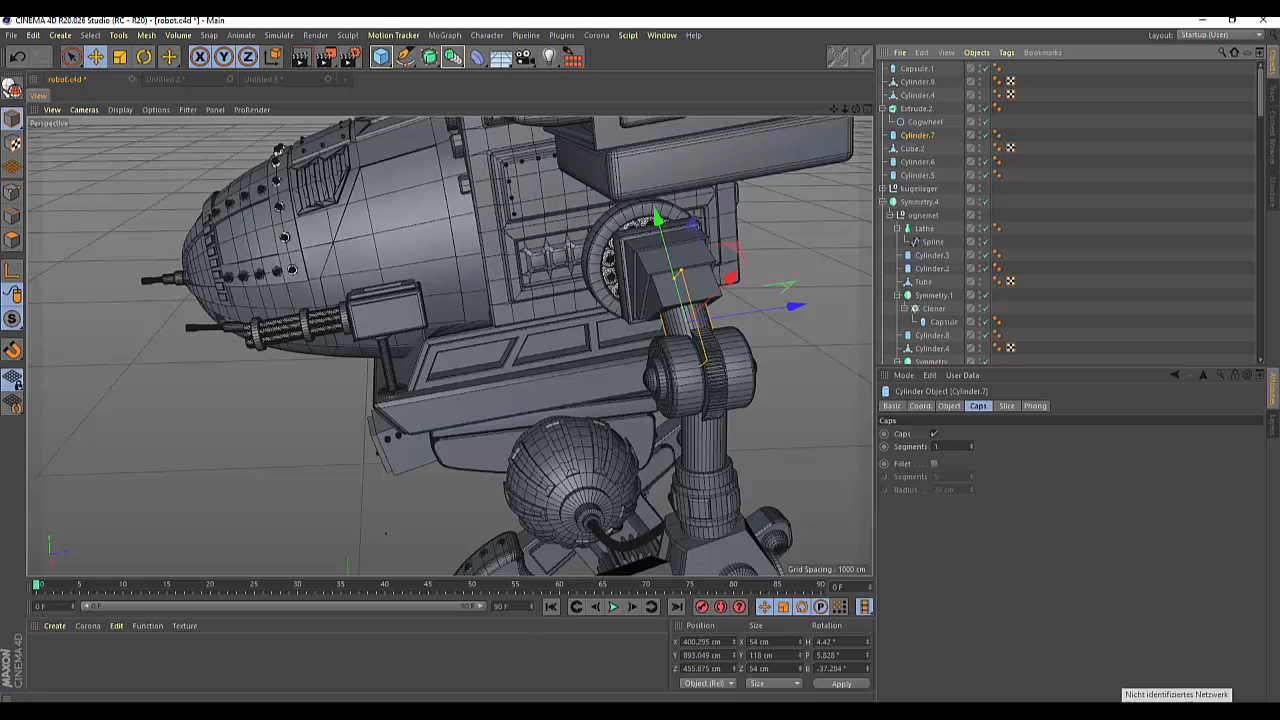 CINEMA 4D R20.026 Studio (RC - R20) - [robot.c4d *] - Main
File Edit Create Select Tools Mesh Volume Snap Animate Simulate Render Sculpt Motion Tracker MoGraph Character Pipeline Plugins Corona Script Window Help
Layout: Startup (User)
File Edit View Objects Tags Bookmarks
robot.c4d * Untitled 2 * Untitled 3 *
View
View Cameras Display Options Filter Panel ProRender
Perspective
Capsule.1
Cylinder.8
Cylinder.4
Extrude.2
Cogwheel
Cylinder.7
Cube.2
Cylinder.6
Cylinder.5
kugellager
Symmetry.4
ognemet
Lathe
Spline
Cylinder.3
Cylinder.2
Tube
Symmetry.1
Cloner
Capsule
Cylinder.8
Cylinder.4
Symmetry
Mode Edit User Data
Cylinder Object [Cylinder.7]
Basic Coord. Object Caps Slice Phong
Caps
Caps
Segments 1
Fillet
Segments 5
Radius 20 cm
Grid Spacing : 1000 cm
0 5 10 15 20 25 30 35 40 45 50 55 60 65 70 75 80 85 90 0 F
0 F 0 F 90 F 90 F
Create Corona Edit Function Texture
Position Size Rotation
X 400.295 cm X 54 cm H 4.42 °
Y 893.049 cm Y 118 cm P 5.828 °
Z 455.875 cm Z 54 cm B -37.284 °
Object (Rel) Size Apply
MAXON
CINEMA 4D
Nicht identifiziertes Netzwerk